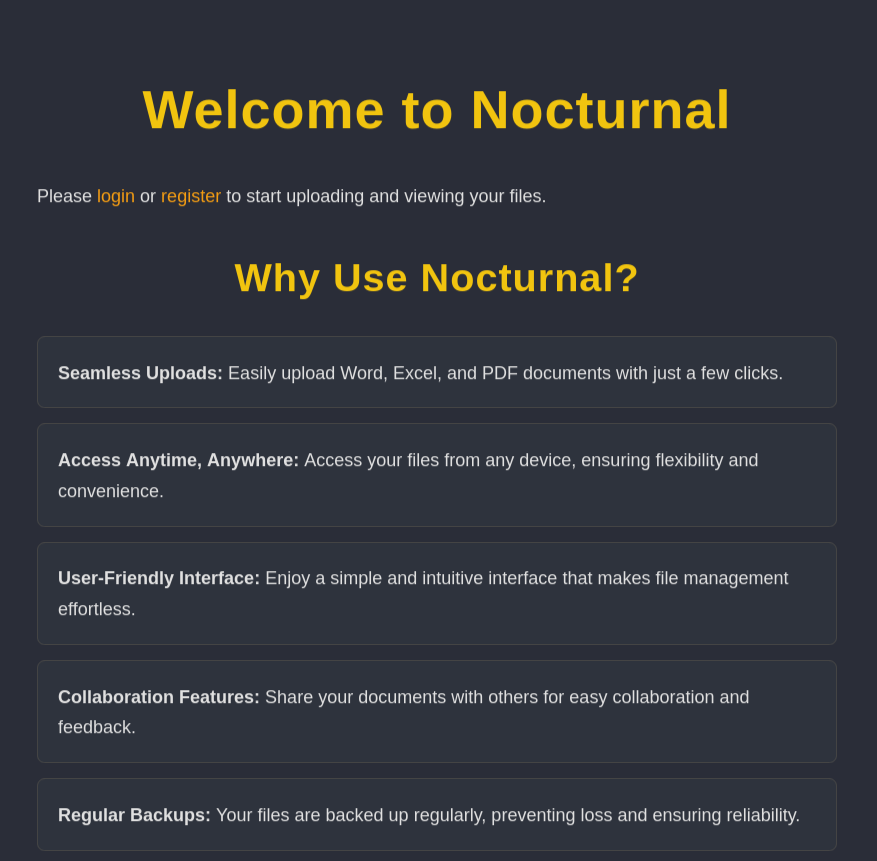 Welcome to Nocturnal
Please login or register to start uploading and viewing your files.
Why Use Nocturnal?
Seamless Uploads: Easily upload Word, Excel, and PDF documents with just a few clicks.
Access Anytime, Anywhere: Access your files from any device, ensuring flexibility and
convenience.
User-Friendly Interface: Enjoy a simple and intuitive interface that makes file management
effortless.
Collaboration Features: Share your documents with others for easy collaboration and
feedback.
Regular Backups: Your files are backed up regularly, preventing loss and ensuring reliability.